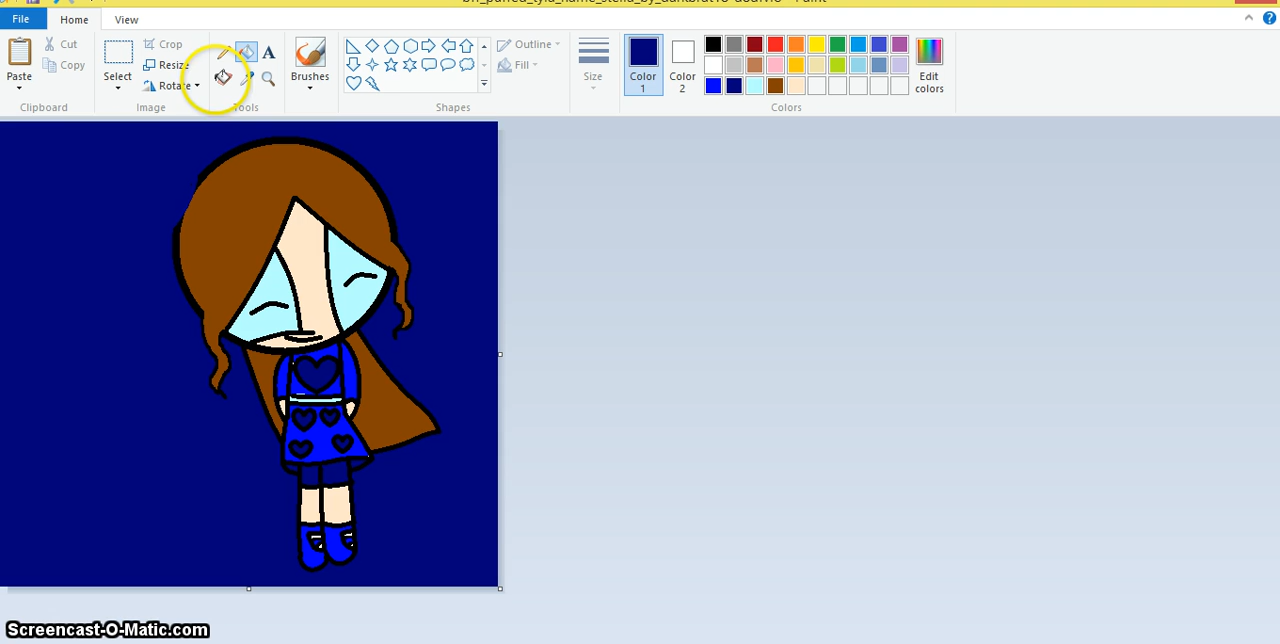 File Home View
Paste Cut Copy Clipboard
Select Crop Resize Rotate Image
A Tools
Brushes
Shapes
Outline Fill
Size
Color 1
Color 2
Colors
Edit colors
Screencast-O-Matic.com